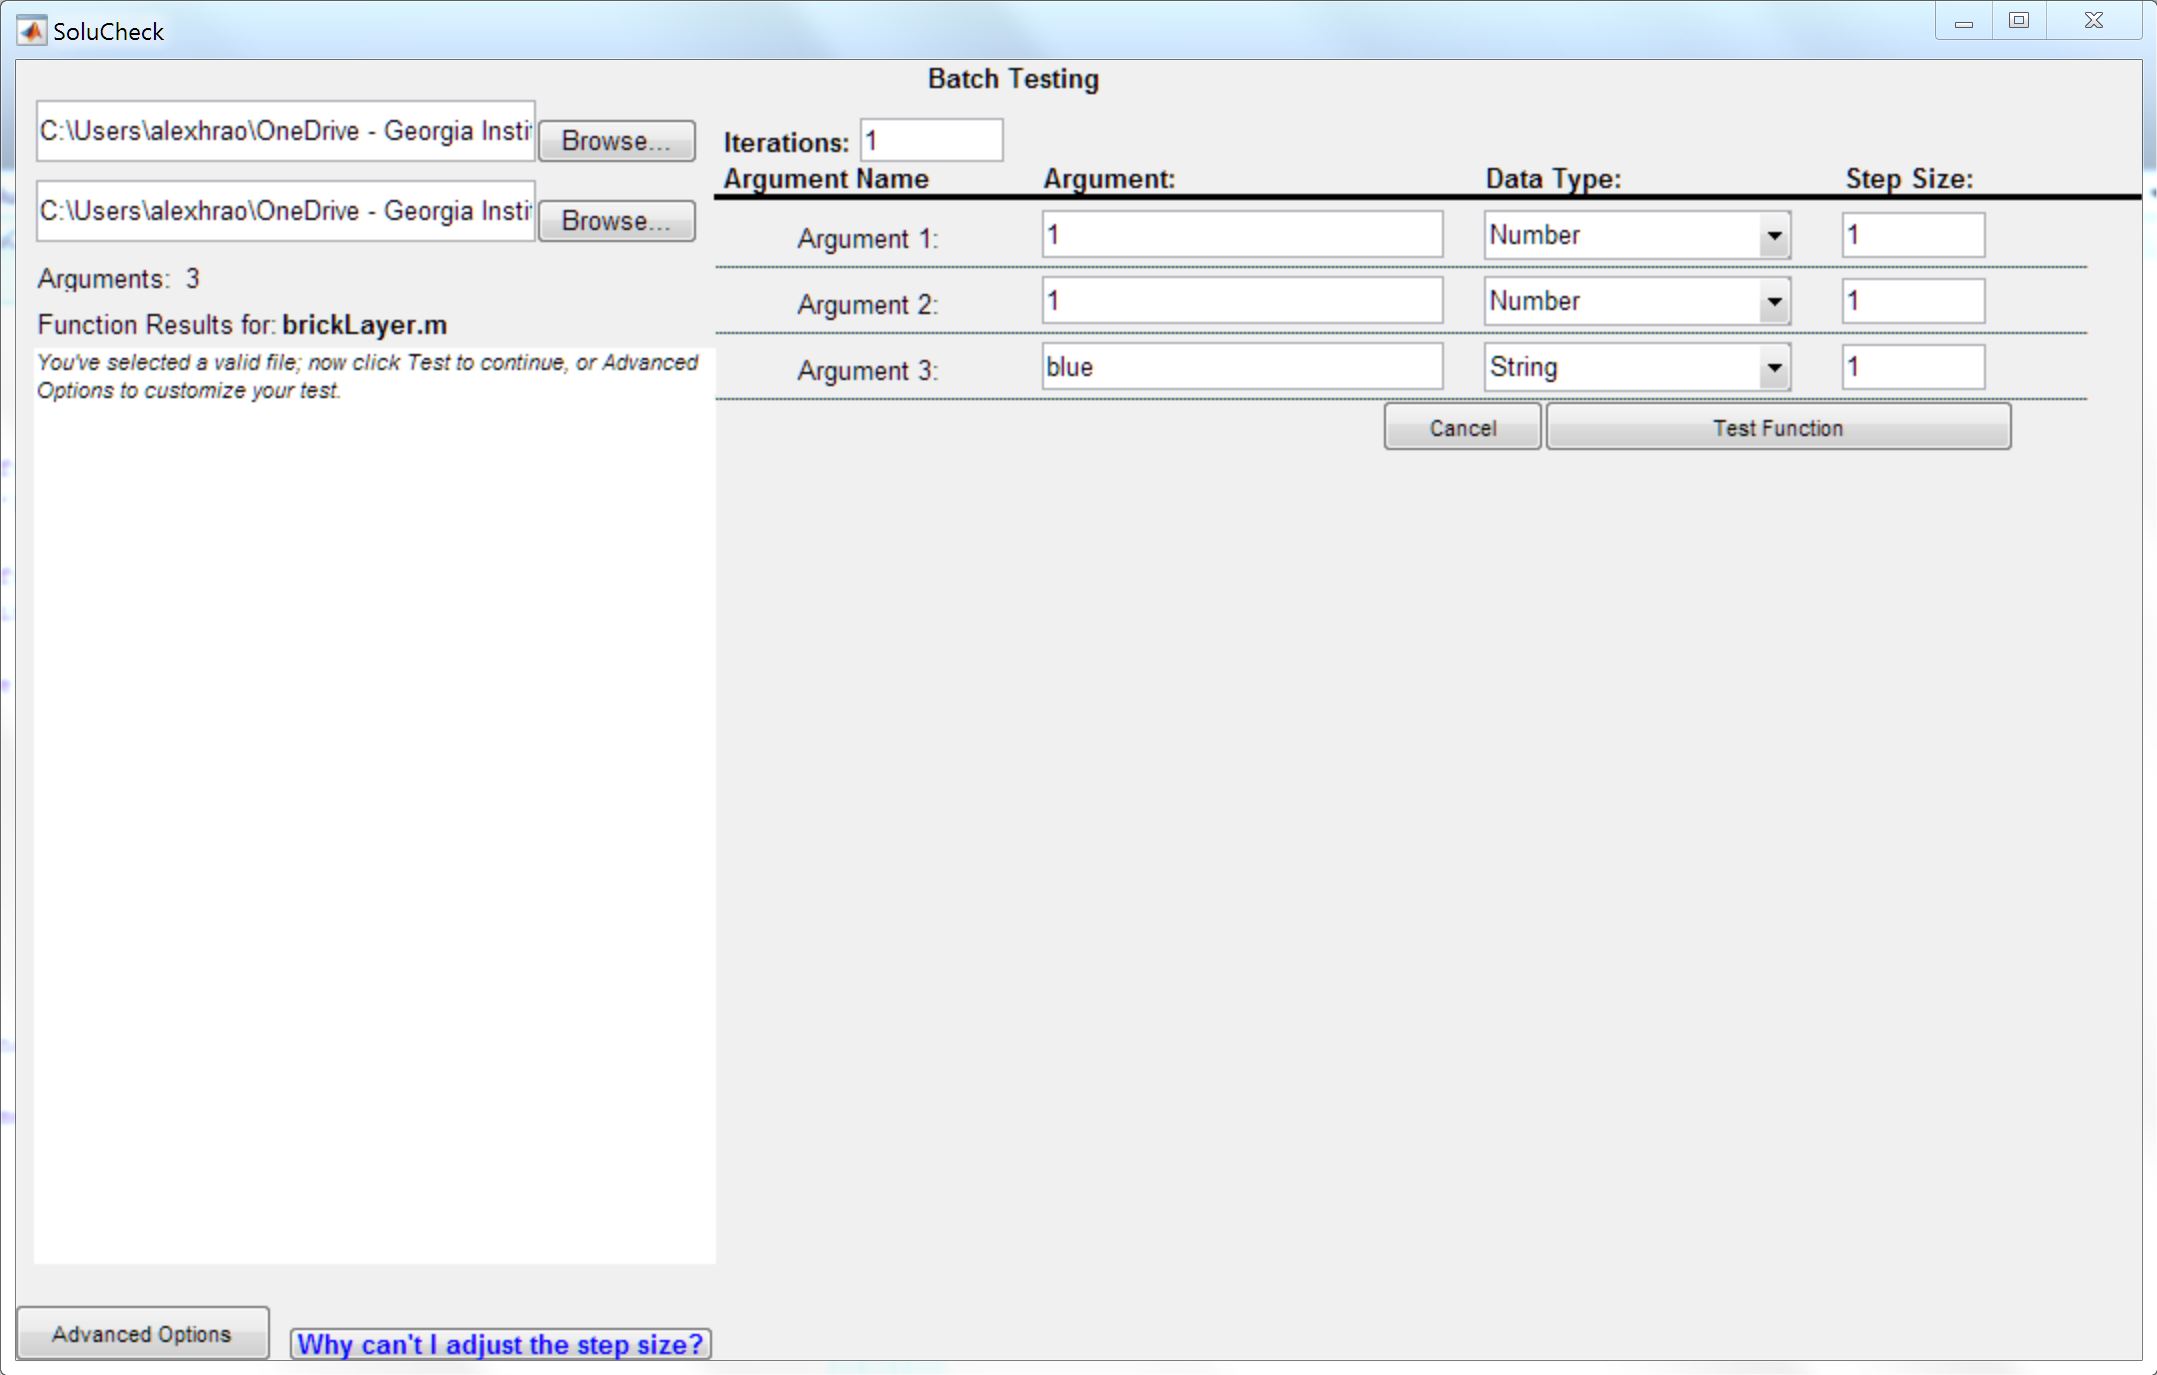 SoluCheck
Batch Testing
C:\Users\alexhrao\OneDrive - Georgia Insti
Browse...
C:\Users\alexhrao\OneDrive - Georgia Insti
Browse...
Arguments: 3
Function Results for: brickLayer.m
You've selected a valid file; now click Test to continue, or Advanced
Options to customize your test.
Iterations: 1
Argument Name Argument: Data Type: Step Size:
Argument 1: 1 Number 1
Argument 2: 1 Number 1
Argument 3: blue String 1
Cancel Test Function
Advanced Options
Why can't I adjust the step size?